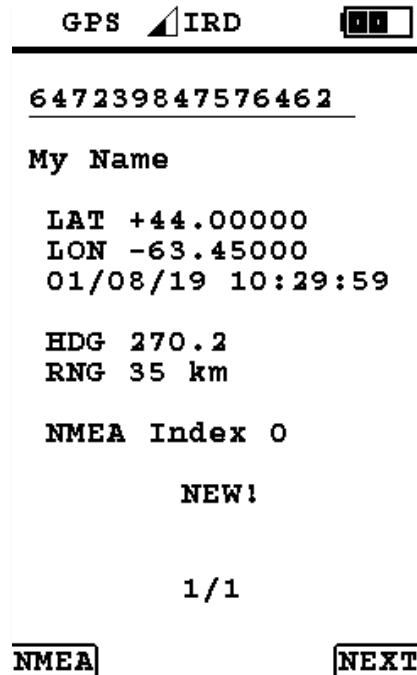 GPS IRD
647239847576462
My Name
LAT +44.00000
LON -63.45000
01/08/19 10:29:59
HDG 270.2
RNG 35 km
NMEA Index 0
NEW!
1/1
NMEA NEXT